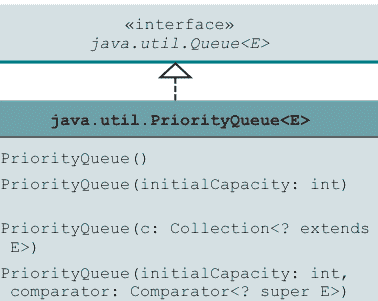 «interface»
java.util.Queue<E>
java.util.PriorityQueue<E>
PriorityQueue()
PriorityQueue(initialCapacity: int)
PriorityQueue(c: Collection<? extends
E>)
PriorityQueue(initialCapacity: int,
comparator: Comparator<? super E>)